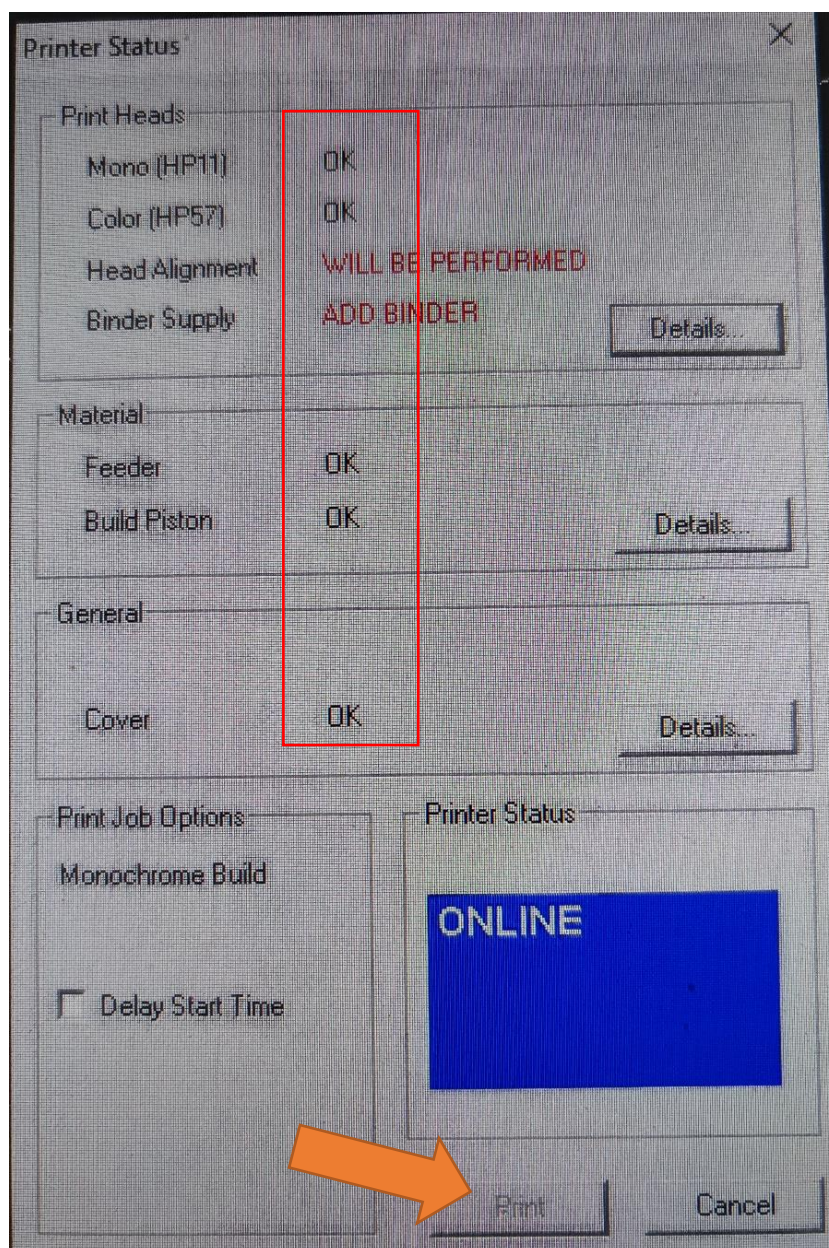 Printer Status
Print Heads
Mono (HP11) OK
Color (HP57) OK
Head Alignment WILL BE PERFORMED
Binder Supply ADD BINDER
Details...
Material
Feeder OK
Build Piston OK
Details...
General
Cover OK
Details...
Print Job Options
Monochrome Build
Delay Start Time
Printer Status
ONLINE
Print
Cancel